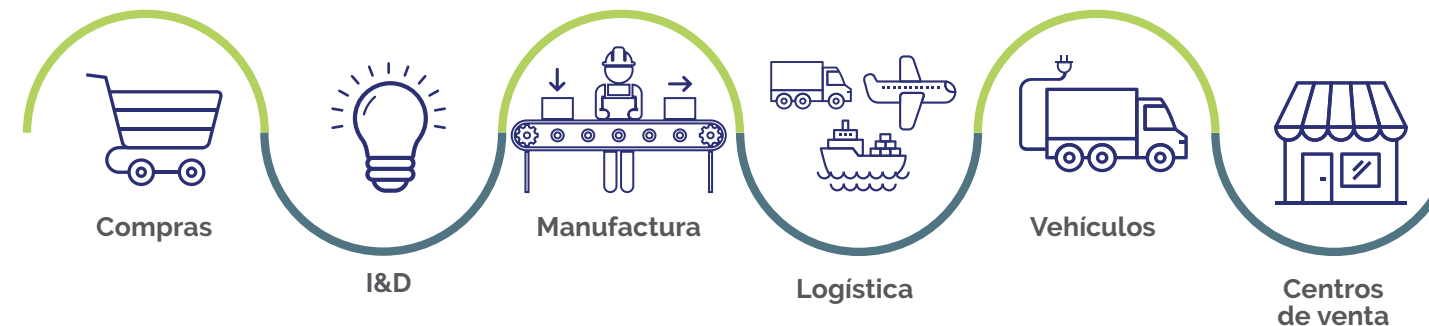 Compras
I&D
Manufactura
Logística
Vehículos
Centros
de venta